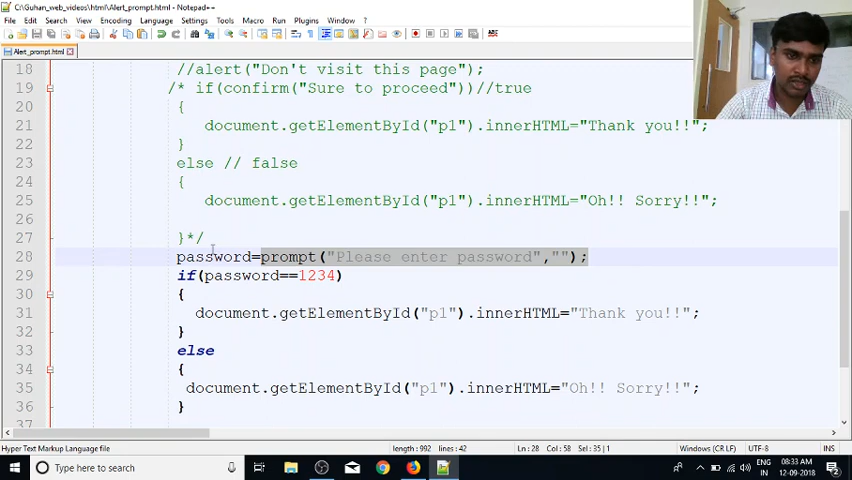 C:\Guhan_web_videos\html\Alert_prompt.html - Notepad++
File Edit Search View Encoding Language Settings Tools Macro Run Plugins Window ?
Alert_prompt.html
18 //alert("Don't visit this page");
19 /* if(confirm("Sure to proceed"))//true
20 {
21 document.getElementById("p1").innerHTML="Thank you!!";
22 }
23 else // false
24 {
25 document.getElementById("p1").innerHTML="Oh!! Sorry!!";
26
27 }*/
28 password=prompt("Please enter password","");
29 if(password==1234)
30 {
31 document.getElementById("p1").innerHTML="Thank you!!";
32 }
33 else
34 {
35 document.getElementById("p1").innerHTML="Oh!! Sorry!!";
36 }
37
Hyper Text Markup Language file length : 992 lines : 42 Ln : 28 Col : 58 Sel : 35 | 1 Windows (CR LF) UTF-8 INS
Type here to search
ENG
IN
08:33 AM
12-09-2018
2